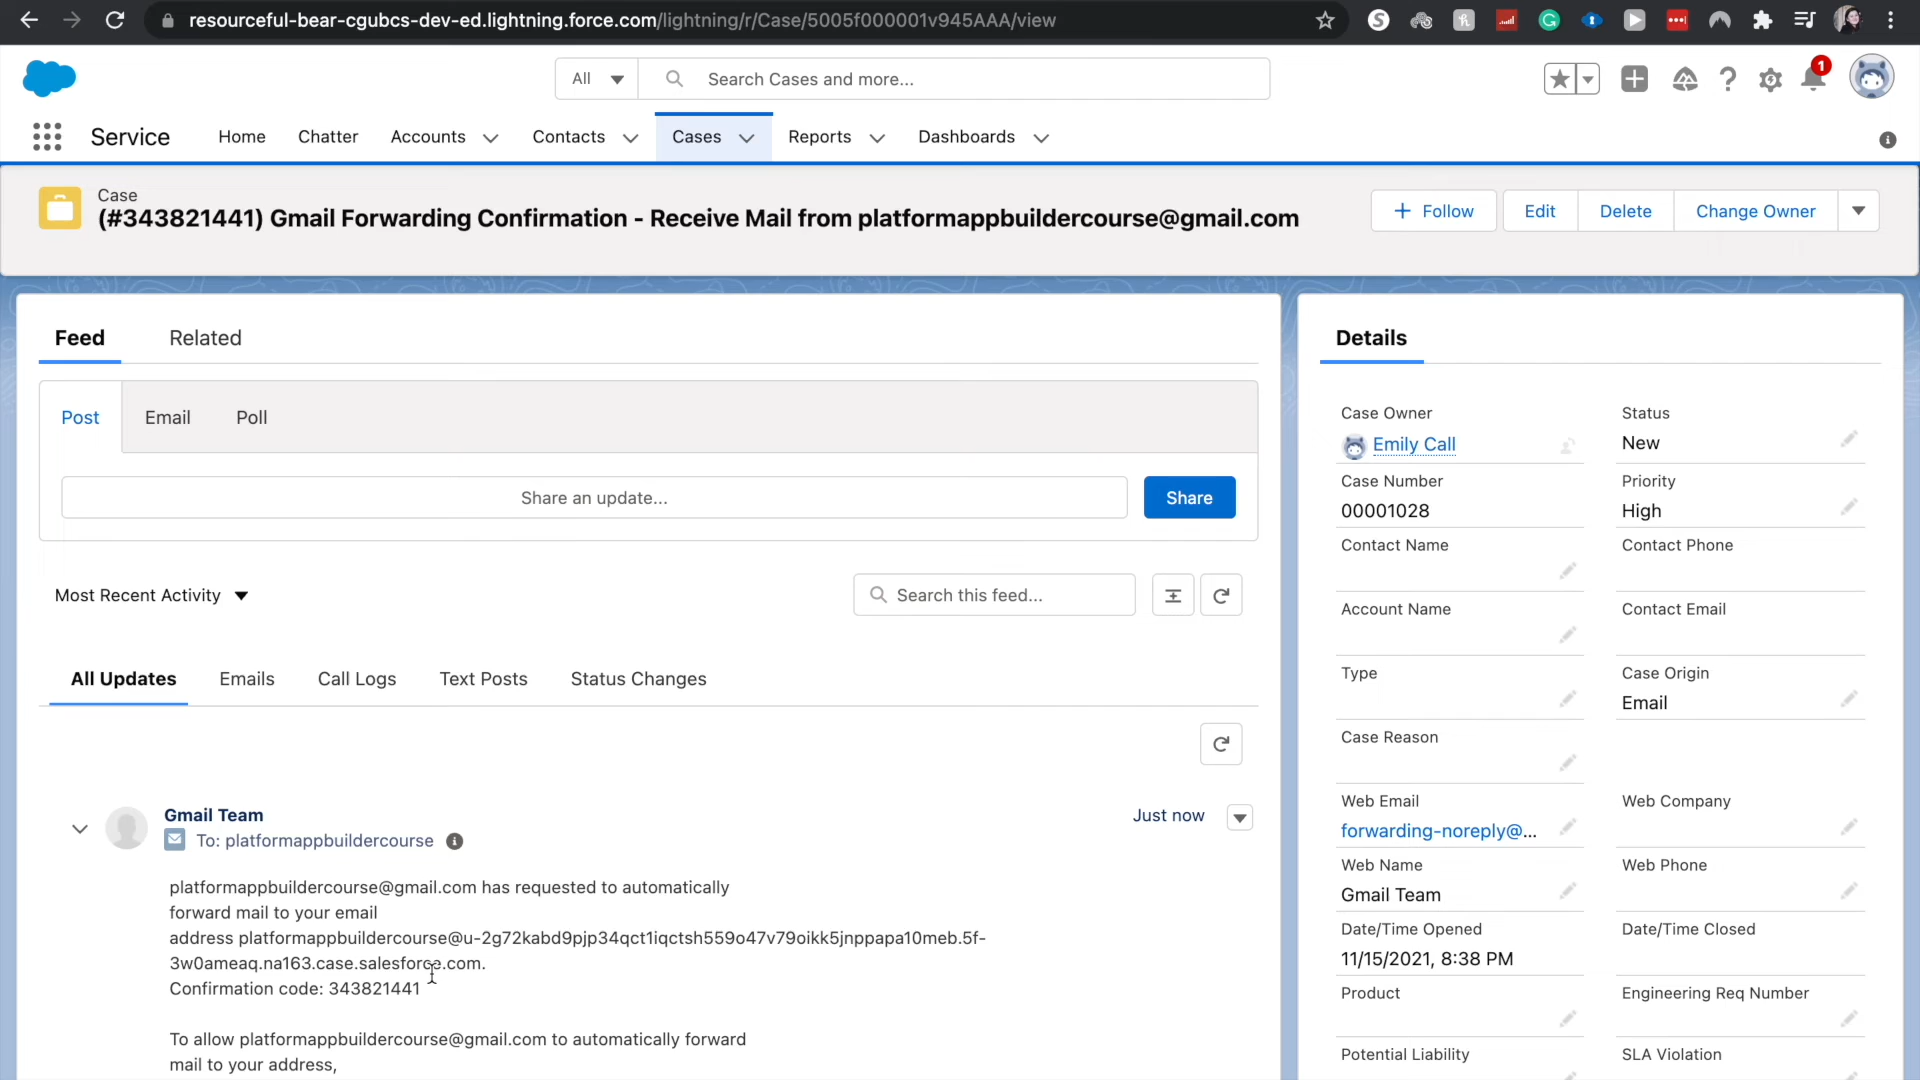 resourceful-bear-cgubcs-dev-ed.lightning.force.com/lightning/r/Case/5005f000001v945AAA/view
All
Search Cases and more...
1
Service
Home
Chatter
Accounts
Contacts
Cases
Reports
Dashboards
Case
(#343821441) Gmail Forwarding Confirmation - Receive Mail from platformappbuildercourse@gmail.com
Follow
Edit
Delete
Change Owner
Feed
Related
Post
Email
Poll
Share an update...
Share
Most Recent Activity
Search this feed...
All Updates
Emails
Call Logs
Text Posts
Status Changes
Gmail Team
Just now
To: platformappbuildercourse
platformappbuildercourse@gmail.com has requested to automatically
forward mail to your email
address platformappbuildercourse@u-2g72kabd9pjp34qct1iqctsh559o47v79oikk5jnppapa10meb.5f-
3w0ameaq.na163.case.salesforce.com.
Confirmation code: 343821441
To allow platformappbuildercourse@gmail.com to automatically forward
mail to your address,
Details
Case Owner
Emily Call
Status
New
Case Number
00001028
Priority
High
Contact Name
Contact Phone
Account Name
Contact Email
Type
Case Origin
Email
Case Reason
Web Email
forwarding-noreply@...
Web Company
Web Name
Gmail Team
Web Phone
Date/Time Opened
11/15/2021, 8:38 PM
Date/Time Closed
Product
Engineering Req Number
Potential Liability
SLA Violation